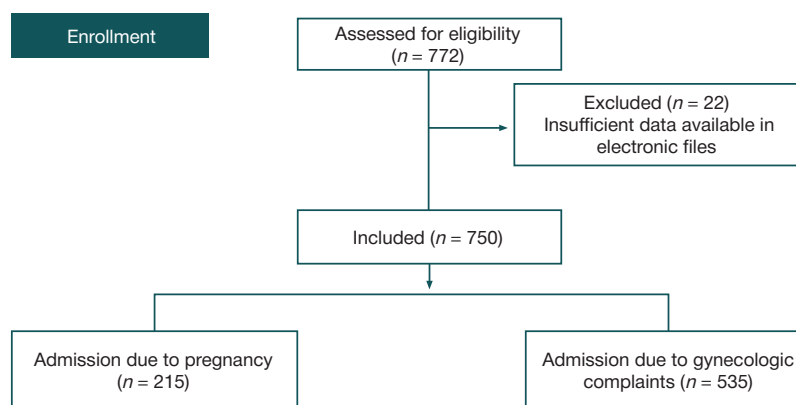 Enrollment
Assessed for eligibility
(n = 772)
Excluded (n = 22)
Insufficient data available in
electronic files
Included (n = 750)
Admission due to pregnancy
(n = 215)
Admission due to gynecologic
complaints (n = 535)